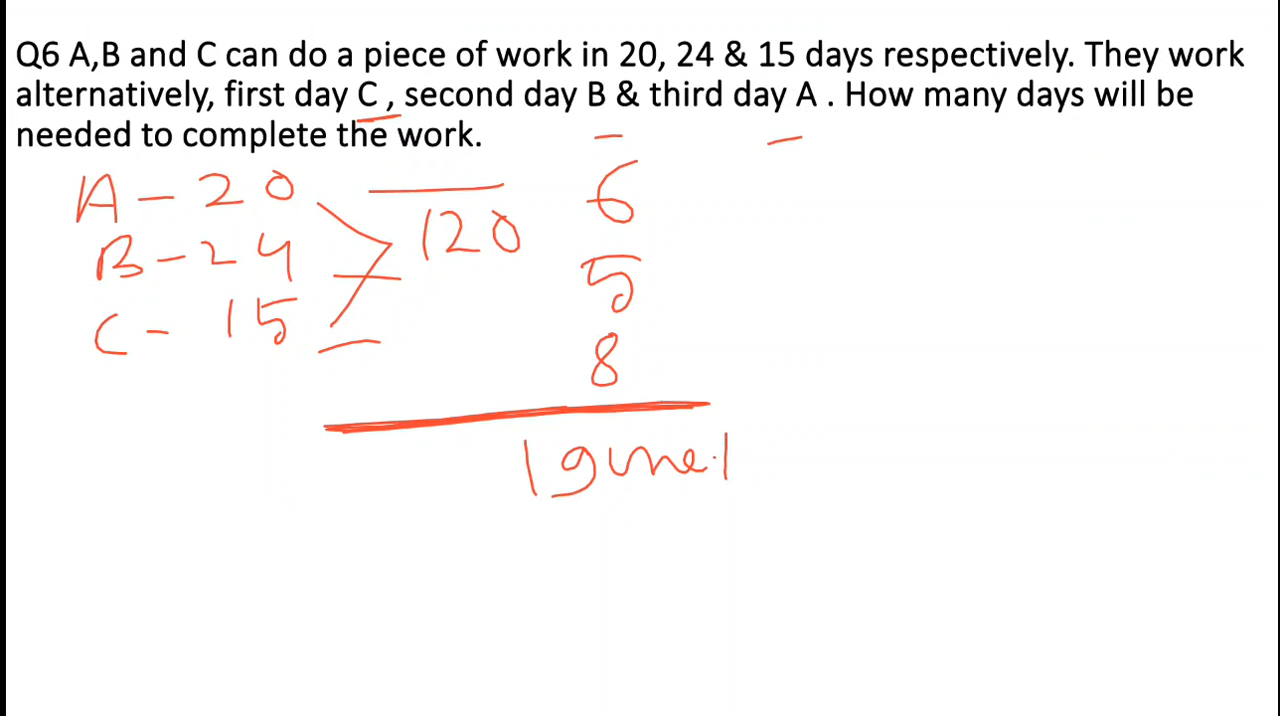 Q6 A,B and C can do a piece of work in 20, 24 & 15 days respectively. They work
alternatively, first day C , second day B & third day A . How many days will be
needed to complete the work.
A - 20
B - 24
C - 15
120
6
5
8
19